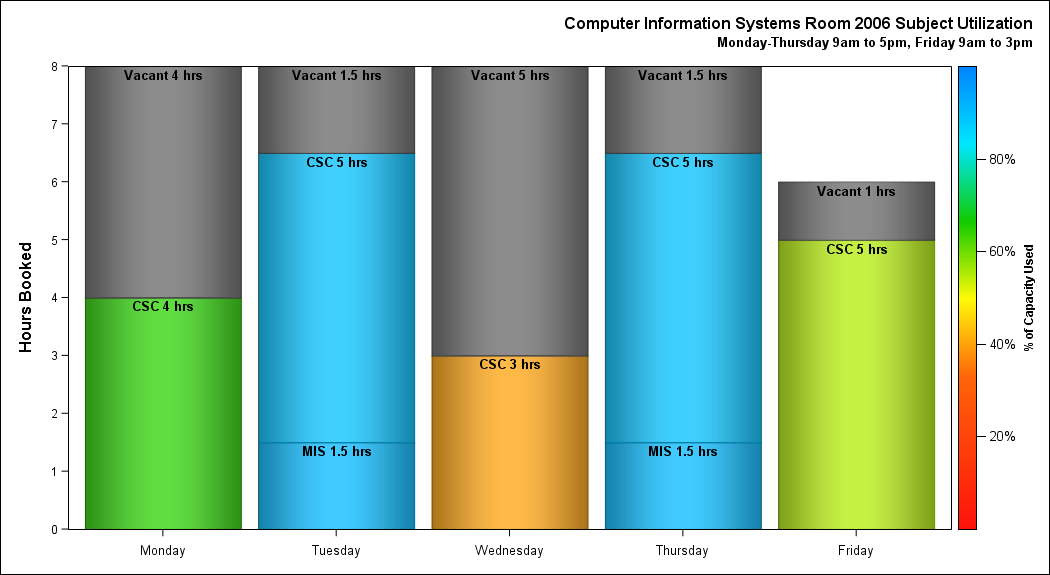 Computer Information Systems Room 2006 Subject Utilization
Monday-Thursday 9am to 5pm, Friday 9am to 3pm
Hours Booked
8
7
6
5
4
3
2
1
0
Vacant 4 hrs
CSC 4 hrs
Vacant 1.5 hrs
CSC 5 hrs
MIS 1.5 hrs
Vacant 5 hrs
CSC 3 hrs
Vacant 1.5 hrs
CSC 5 hrs
MIS 1.5 hrs
Vacant 1 hrs
CSC 5 hrs
Monday
Tuesday
Wednesday
Thursday
Friday
80%
60%
40%
20%
% of Capacity Used